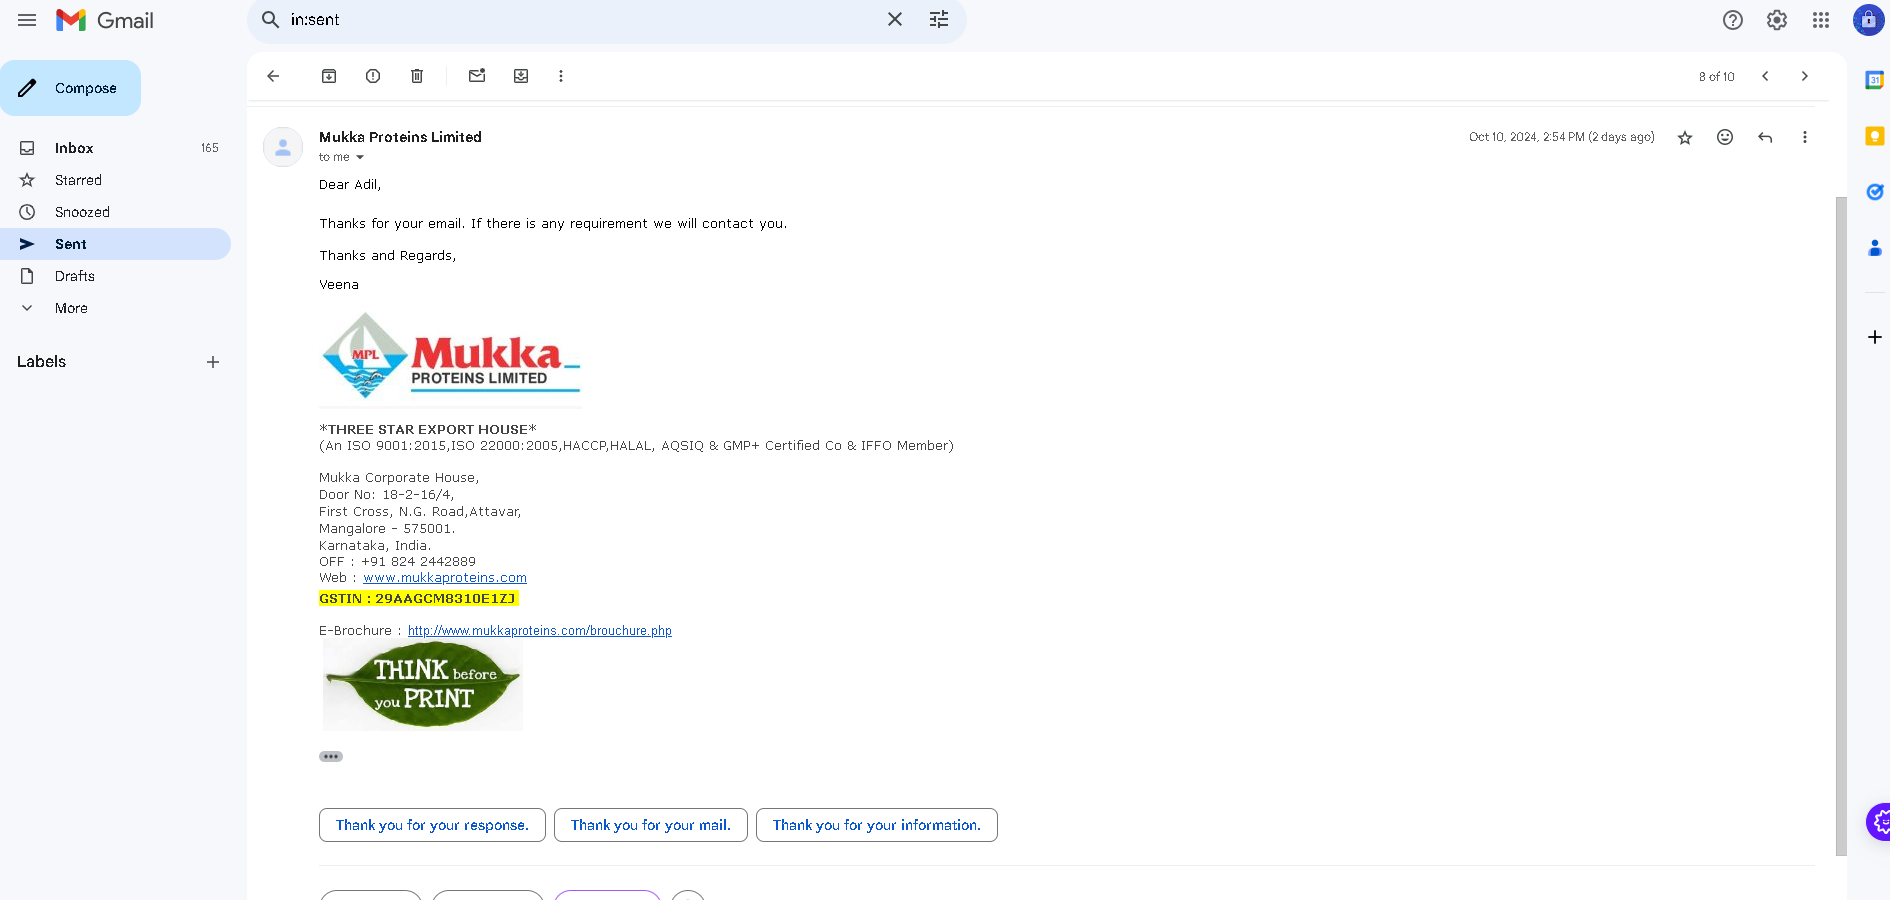 Gmail
in:sent
Compose
8 of 10
31
Inbox 165
Starred
Snoozed
Sent
Drafts
More
Labels
Mukka Proteins Limited
Oct 10, 2024, 2:54 PM (2 days ago)
to me
Dear Adil,
Thanks for your email. If there is any requirement we will contact you.
Thanks and Regards,
Veena
MPL
Mukka
PROTEINS LIMITED
*THREE STAR EXPORT HOUSE*
(An ISO 9001:2015,ISO 22000:2005,HACCP,HALAL, AQSIQ & GMP+ Certified Co & IFFO Member)
Mukka Corporate House,
Door No: 18-2-16/4,
First Cross, N.G. Road,Attavar,
Mangalore - 575001.
Karnataka, India.
OFF : +91 824 2442889
Web : www.mukkaproteins.com
GSTIN : 29AAGCM8310E1ZJ
E-Brochure : http://www.mukkaproteins.com/brouchure.php
THINK before
you PRINT
Thank you for your response.
Thank you for your mail.
Thank you for your information.